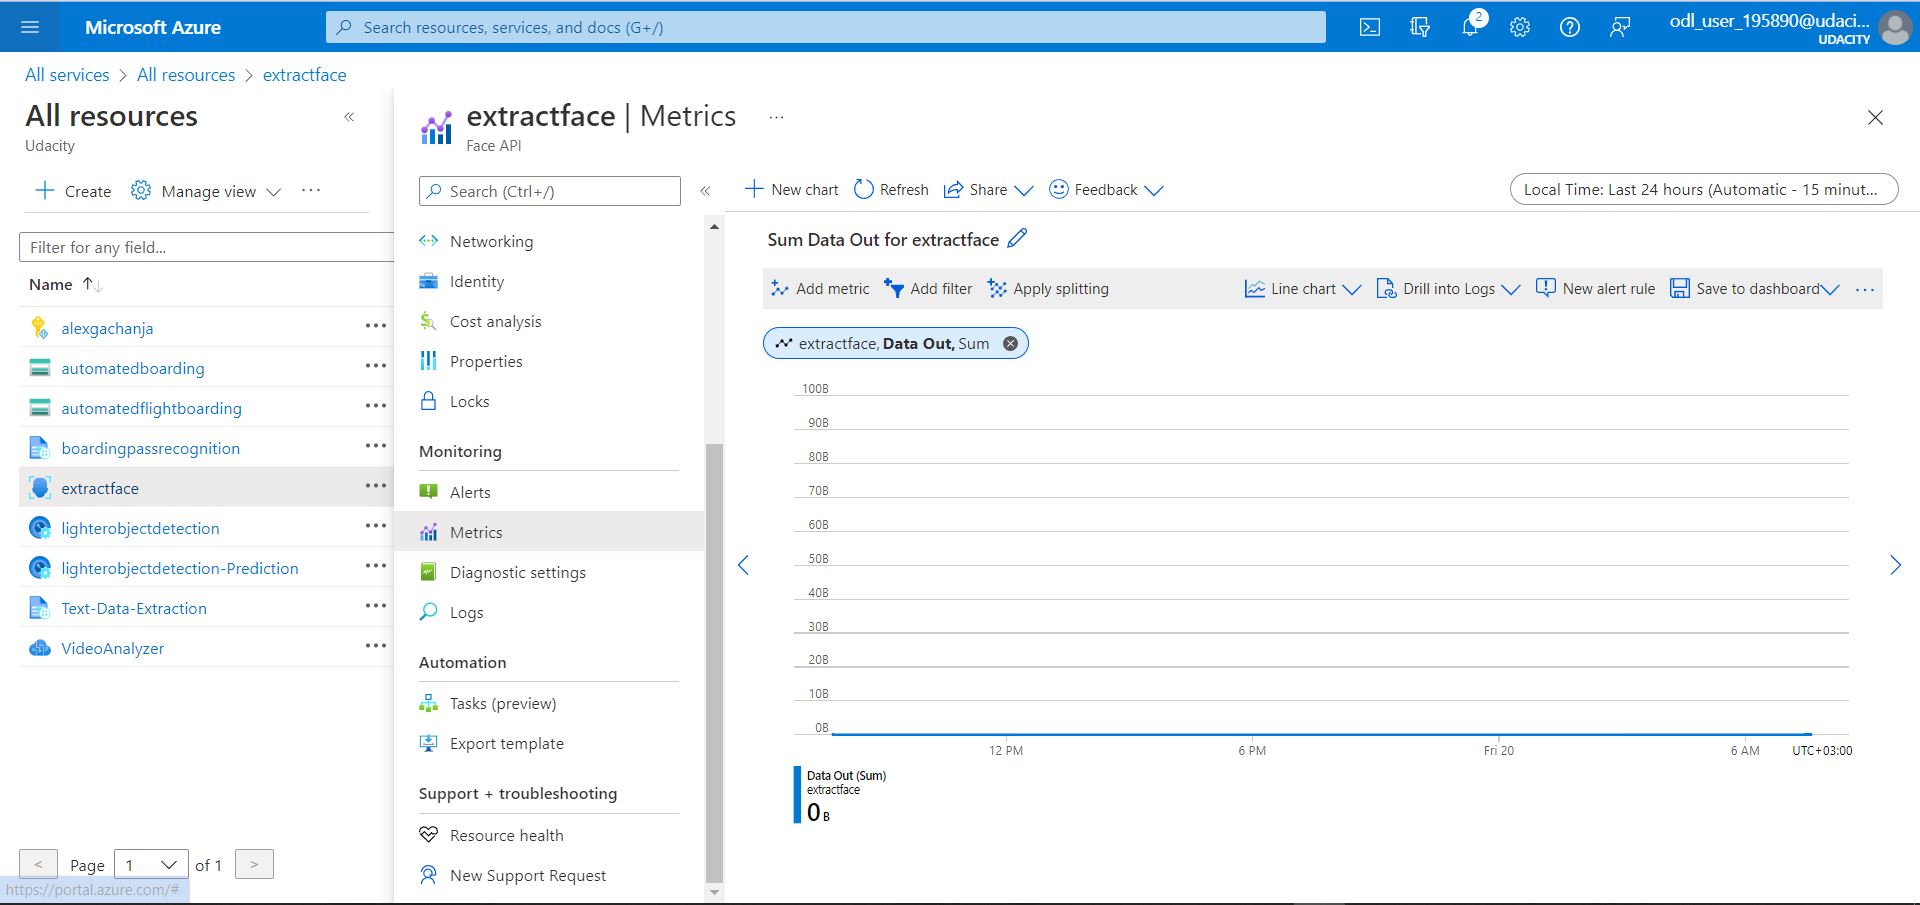 Microsoft Azure
Search resources, services, and docs (G+/)
2
odl_user_195890@udaci...
UDACITY
All services > All resources > extractface
All resources
Udacity
Create
Manage view
Filter for any field...
Name
alexgachanja
automatedboarding
automatedflightboarding
boardingpassrecognition
extractface
lighterobjectdetection
lighterobjectdetection-Prediction
Text-Data-Extraction
VideoAnalyzer
< Page 1 of 1 >
https://portal.azure.com/#
extractface | Metrics
Face API
Search (Ctrl+/)
Networking
Identity
Cost analysis
Properties
Locks
Monitoring
Alerts
Metrics
Diagnostic settings
Logs
Automation
Tasks (preview)
Export template
Support + troubleshooting
Resource health
New Support Request
New chart
Refresh
Share
Feedback
Local Time: Last 24 hours (Automatic - 15 minut...
Sum Data Out for extractface
Add metric
Add filter
Apply splitting
Line chart
Drill into Logs
New alert rule
Save to dashboard
extractface, Data Out, Sum
100B
90B
80B
70B
60B
50B
40B
30B
20B
10B
0B
12 PM
6 PM
Fri 20
6 AM
UTC+03:00
Data Out (Sum)
extractface
0 B